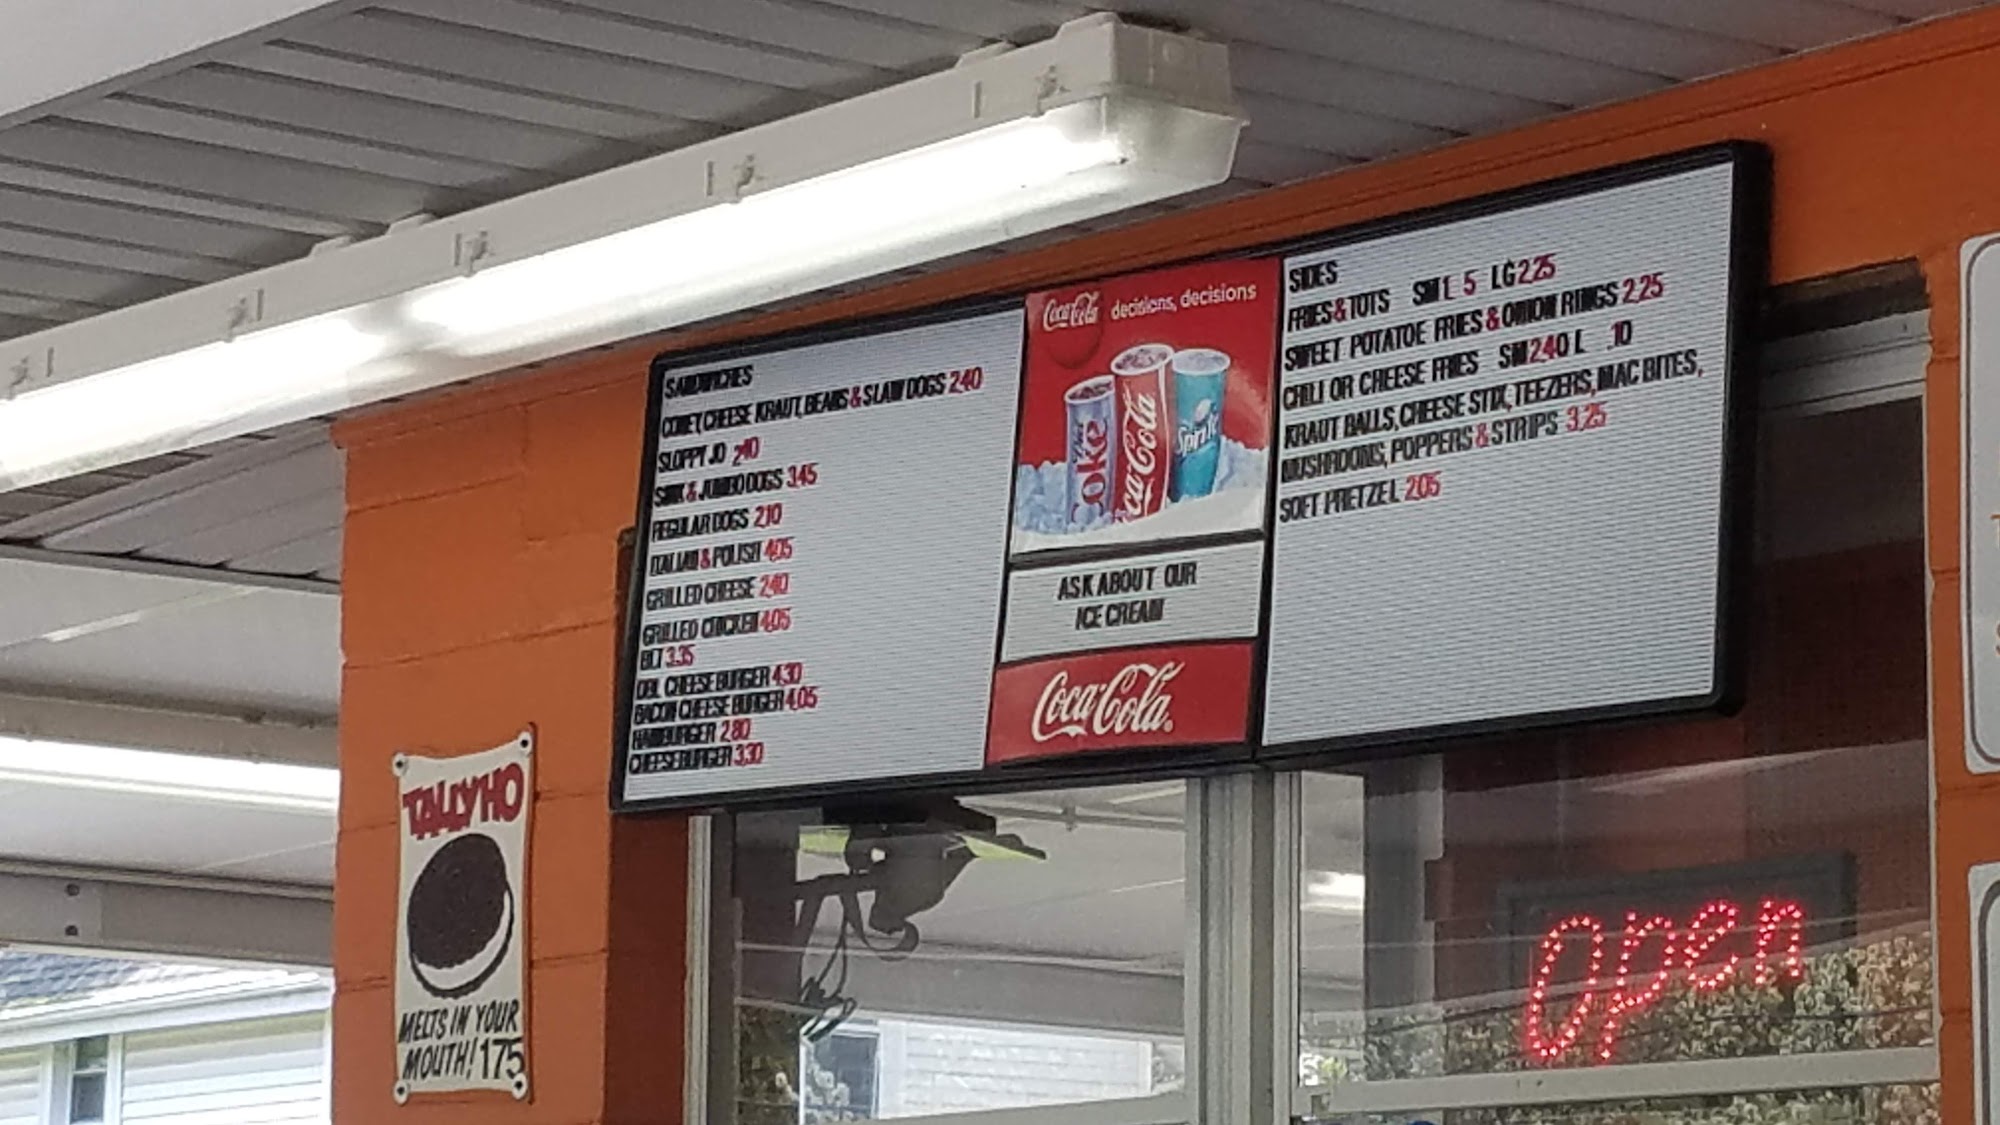 SANDWICHES
CONEY, CHEESE KRAUT, BEANS & SLAW DOGS 2.40
SLOPPY JO 2.40
& JUMBO DOGS 3.45
REGULAR DOGS 2.10
ITALIAN & POLISH 4.05
GRILLED CHEESE 2.40
GRILLED CHICKEN 4.05
BLT 3.35
DBL CHEESEBURGER 4.30
BACON CHEESE BURGER 4.05
HAMBURGER 2.80
CHEESEBURGER 3.30
Coca-Cola decisions, decisions
Diet Coke
Coca-Cola
Sprite
ASK ABOUT OUR
ICE CREAM
Coca-Cola
SIDES
FRIES & TOTS SM 1. 5 LG 2.25
SWEET POTATOE FRIES & ONION RINGS 2.25
CHILI OR CHEESE FRIES SM 2.40 L .10
KRAUT BALLS, CHEESE STIX, TEEZERS, MAC BITES,
MUSHROOMS, POPPERS & STRIPS 3.25
SOFT PRETZEL 2.05
TALLYHO
MELTS IN YOUR
MOUTH! 175
Open